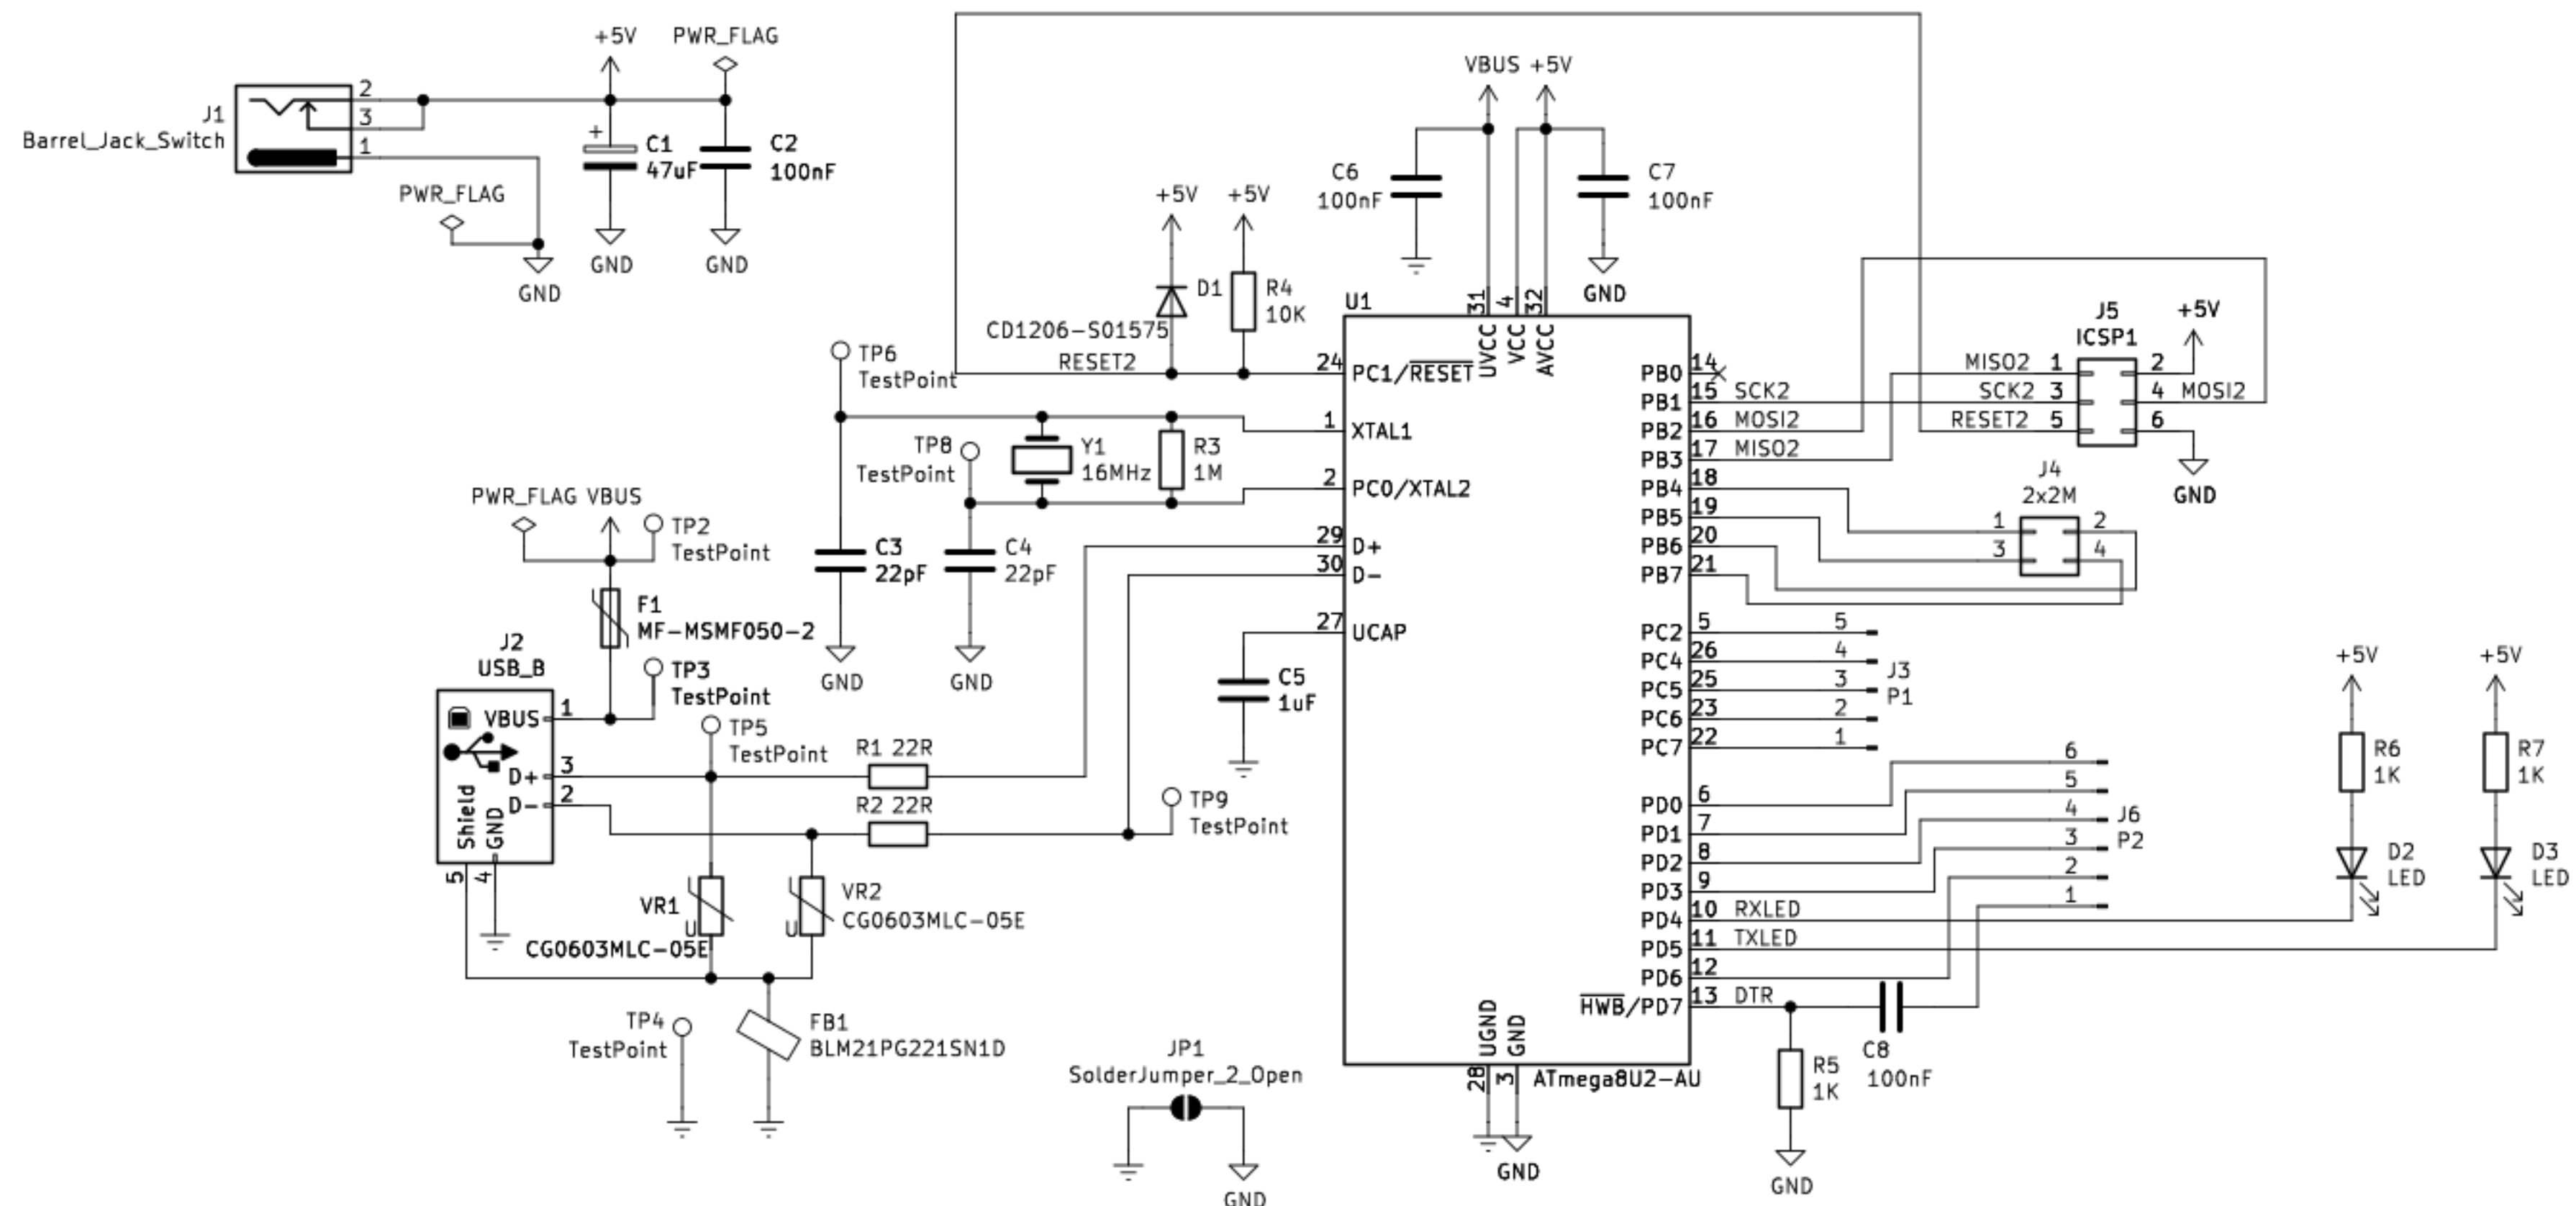 +5V PWR_FLAG
2
3
1
J1
Barrel_Jack_Switch
+
C1
47uF
C2
100nF
PWR_FLAG
GND
GND
GND
VBUS +5V
C6
100nF
C7
100nF
GND
+5V
+5V
D1
CD1206-S01575
R4
10K
RESET2
TP6
TestPoint
TP8
TestPoint
Y1
16MHz
R3
1M
C3
22pF
C4
22pF
GND
GND
PWR_FLAG VBUS
TP2
TestPoint
F1
MF-MSMF050-2
J2
USB_B
TP3
TestPoint
VBUS
1
D+
3
D-
2
Shield
GND
5
4
TP5
TestPoint
R1 22R
R2 22R
TP9
TestPoint
VR1
U
CG0603MLC-05E
VR2
U
CG0603MLC-05E
TP4
TestPoint
FB1
BLM21PG221SN1D
JP1
SolderJumper_2_Open
GND
C5
1uF
U1
31
4
32
UVCC
VCC
AVCC
24 PC1/RESET
1 XTAL1
2 PC0/XTAL2
29 D+
30 D-
27 UCAP
PB0 14
PB1 15 SCK2
PB2 16 MOSI2
PB3 17 MISO2
PB4 18
PB5 19
PB6 20
PB7 21
PC2 5
PC4 26
PC5 25
PC6 23
PC7 22
PD0 6
PD1 7
PD2 8
PD3 9
PD4 10 RXLED
PD5 11 TXLED
PD6 12
HWB/PD7 13 DTR
UGND
GND
28
3
ATmega8U2-AU
GND
J5
ICSP1
+5V
MISO2 1
2
SCK2 3
4 MOSI2
RESET2 5
6
GND
J4
2x2M
1
2
3
4
5
4
3
2
1
J3
P1
6
5
4
3
2
1
J6
P2
+5V
R6
1K
D2
LED
+5V
R7
1K
D3
LED
R5
1K
GND
C8
100nF